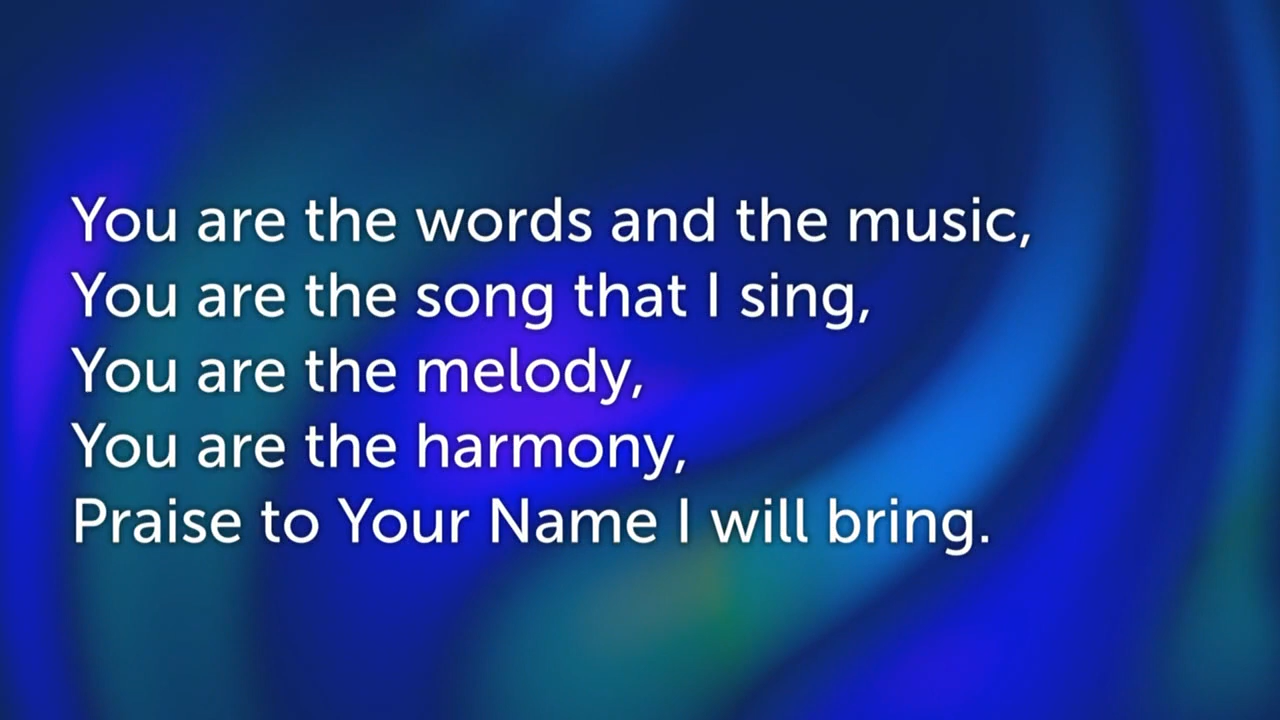 You are the words and the music,
You are the song that I sing,
You are the melody,
You are the harmony,
Praise to Your Name I will bring.